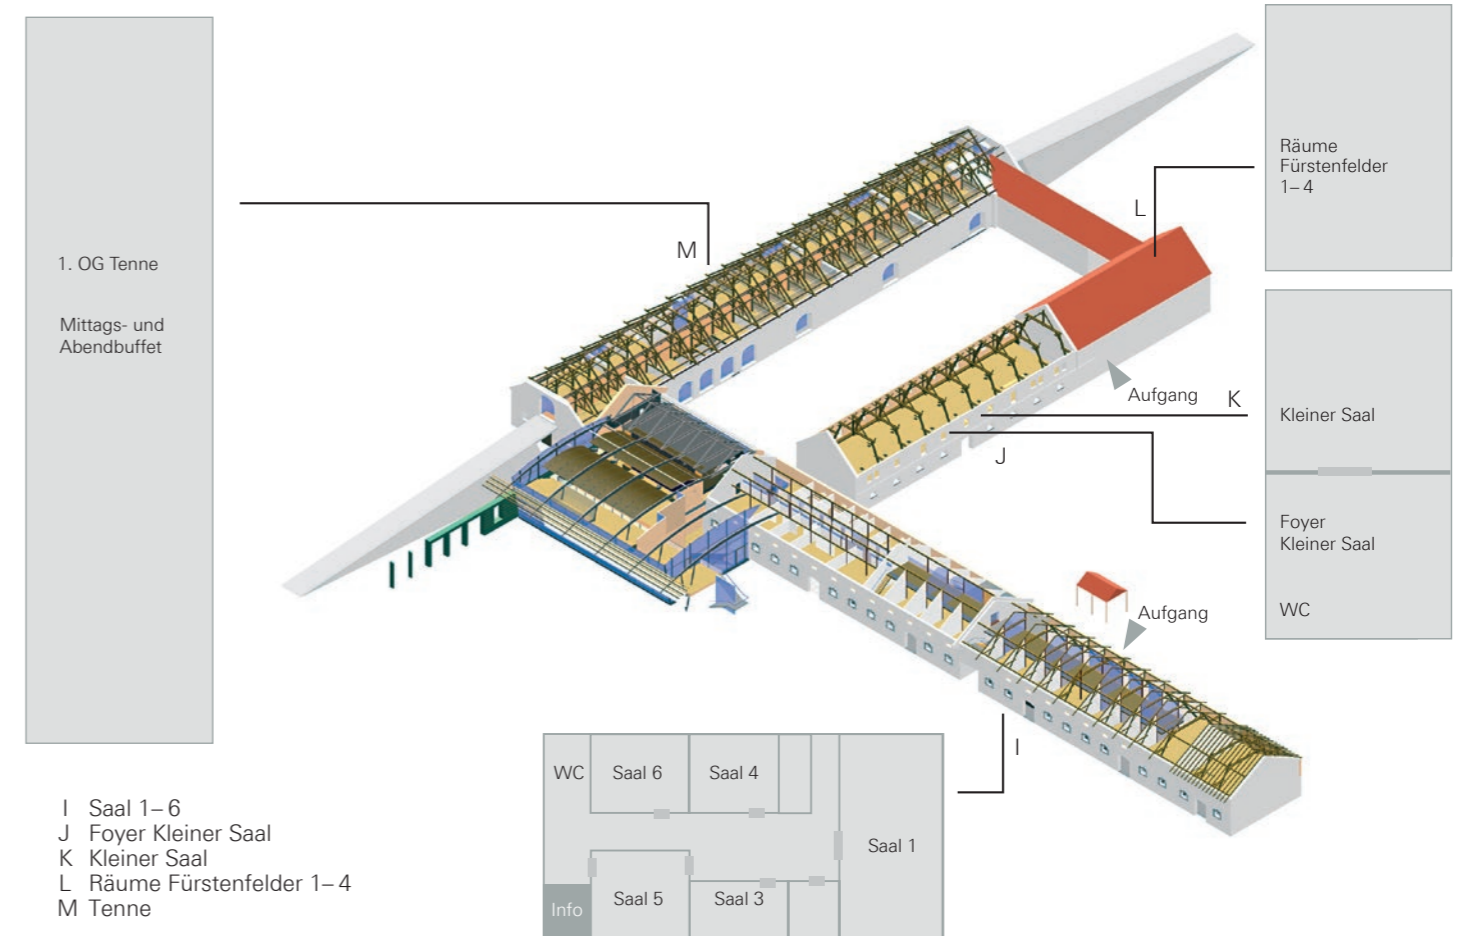 1. OG Tenne
Mittags- und
Abendbuffet
M
L
Räume
Fürstenfelder
1–4
Aufgang
K
Kleiner Saal
J
Foyer
Kleiner Saal
WC
Aufgang
I
WC
Saal 6
Saal 4
Saal 1
Info
Saal 5
Saal 3
I Saal 1–6
J Foyer Kleiner Saal
K Kleiner Saal
L Räume Fürstenfelder 1–4
M Tenne